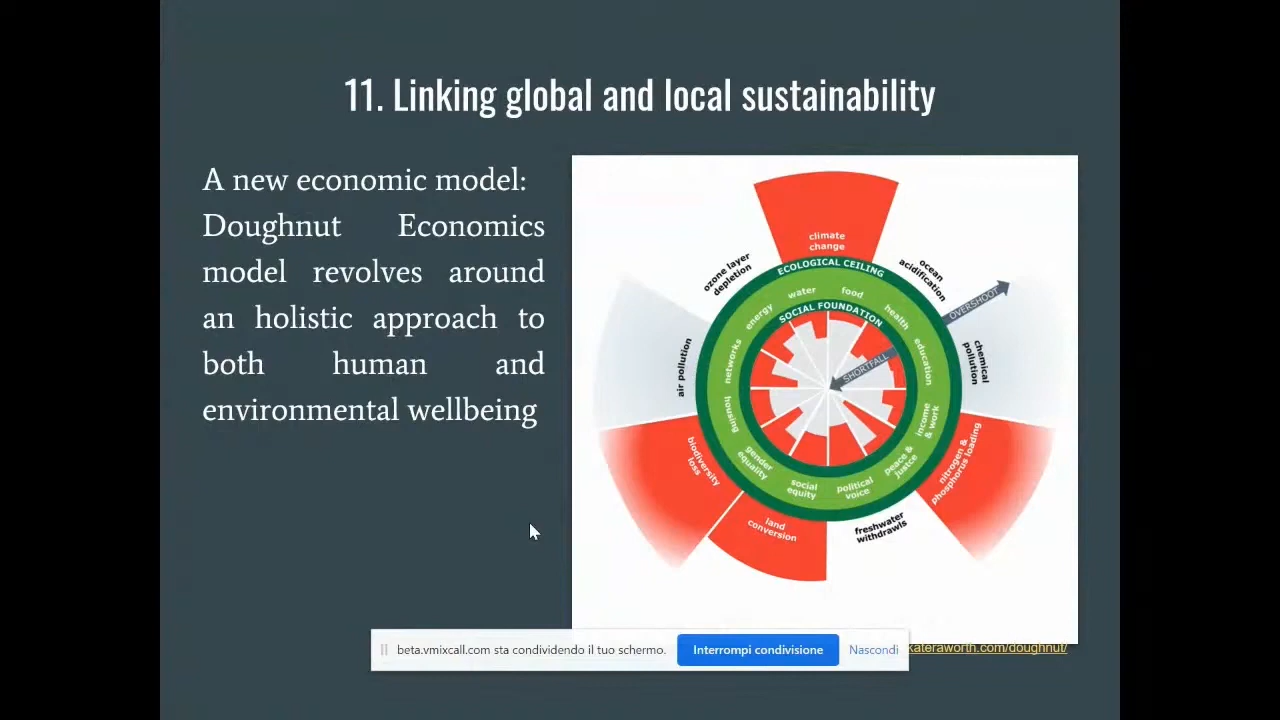 11. Linking global and local sustainability
A new economic model:
Doughnut Economics
model revolves around
an holistic approach to
both human and
environmental wellbeing
climate
change
ozone layer
depletion
ocean
acidification
ECOLOGICAL CEILING
OVERSHOOT
water
food
energy
health
SOCIAL FOUNDATION
SHORTFALL
air pollution
networks
education
chemical
pollution
housing
income
& work
biodiversity
loss
gender
equality
social
equity
political
voice
peace &
justce
nitrogen &
phosphorus loading
land
conversion
freshwater
withdrawls
beta.vmixcall.com sta condividendo il tuo schermo.
Interrompi condivisione
Nascondi
kateraworth.com/doughnut/